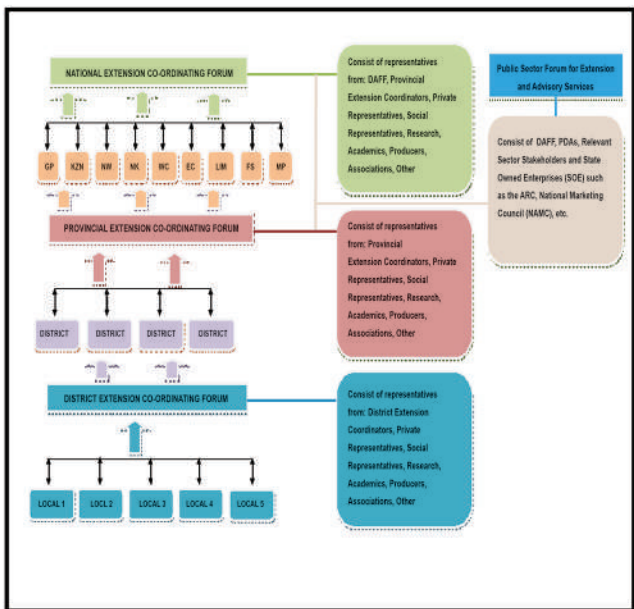 NATIONAL EXTENSION CO-ORDINATING FORUM
Consist of representatives
from: DAFF, Provincial
Extension Coordinators, Private
Representatives, Social
Representatives, Research,
Academics, Producers,
Associations, Other
Public Sector Forum for Extension
and Advisory Services
Consist of DAFF, PDAs, Relevant
Sector Stakeholders and State
Owned Enterprises (SOE) such
as the ARC, National Marketing
Council (NAMC), etc.
GP
KZN
NW
NK
WC
EC
LIM
FS
MP
PROVINCIAL EXTENSION CO-ORDINATING FORUM
Consist of representatives
from: Provincial
Extension Coordinators, Private
Representatives, Social
Representatives, Research,
Academics, Producers,
Associations, Other
DISTRICT
DISTRICT
DISTRICT
DISTRICT
DISTRICT EXTENSION CO-ORDINATING FORUM
Consist of representatives
from: District Extension
Coordinators, Private
Representatives, Social
Representatives, Research,
Academics, Producers,
Associations, Other
LOCAL 1
LOCL 2
LOCAL 3
LOCAL 4
LOCAL 5